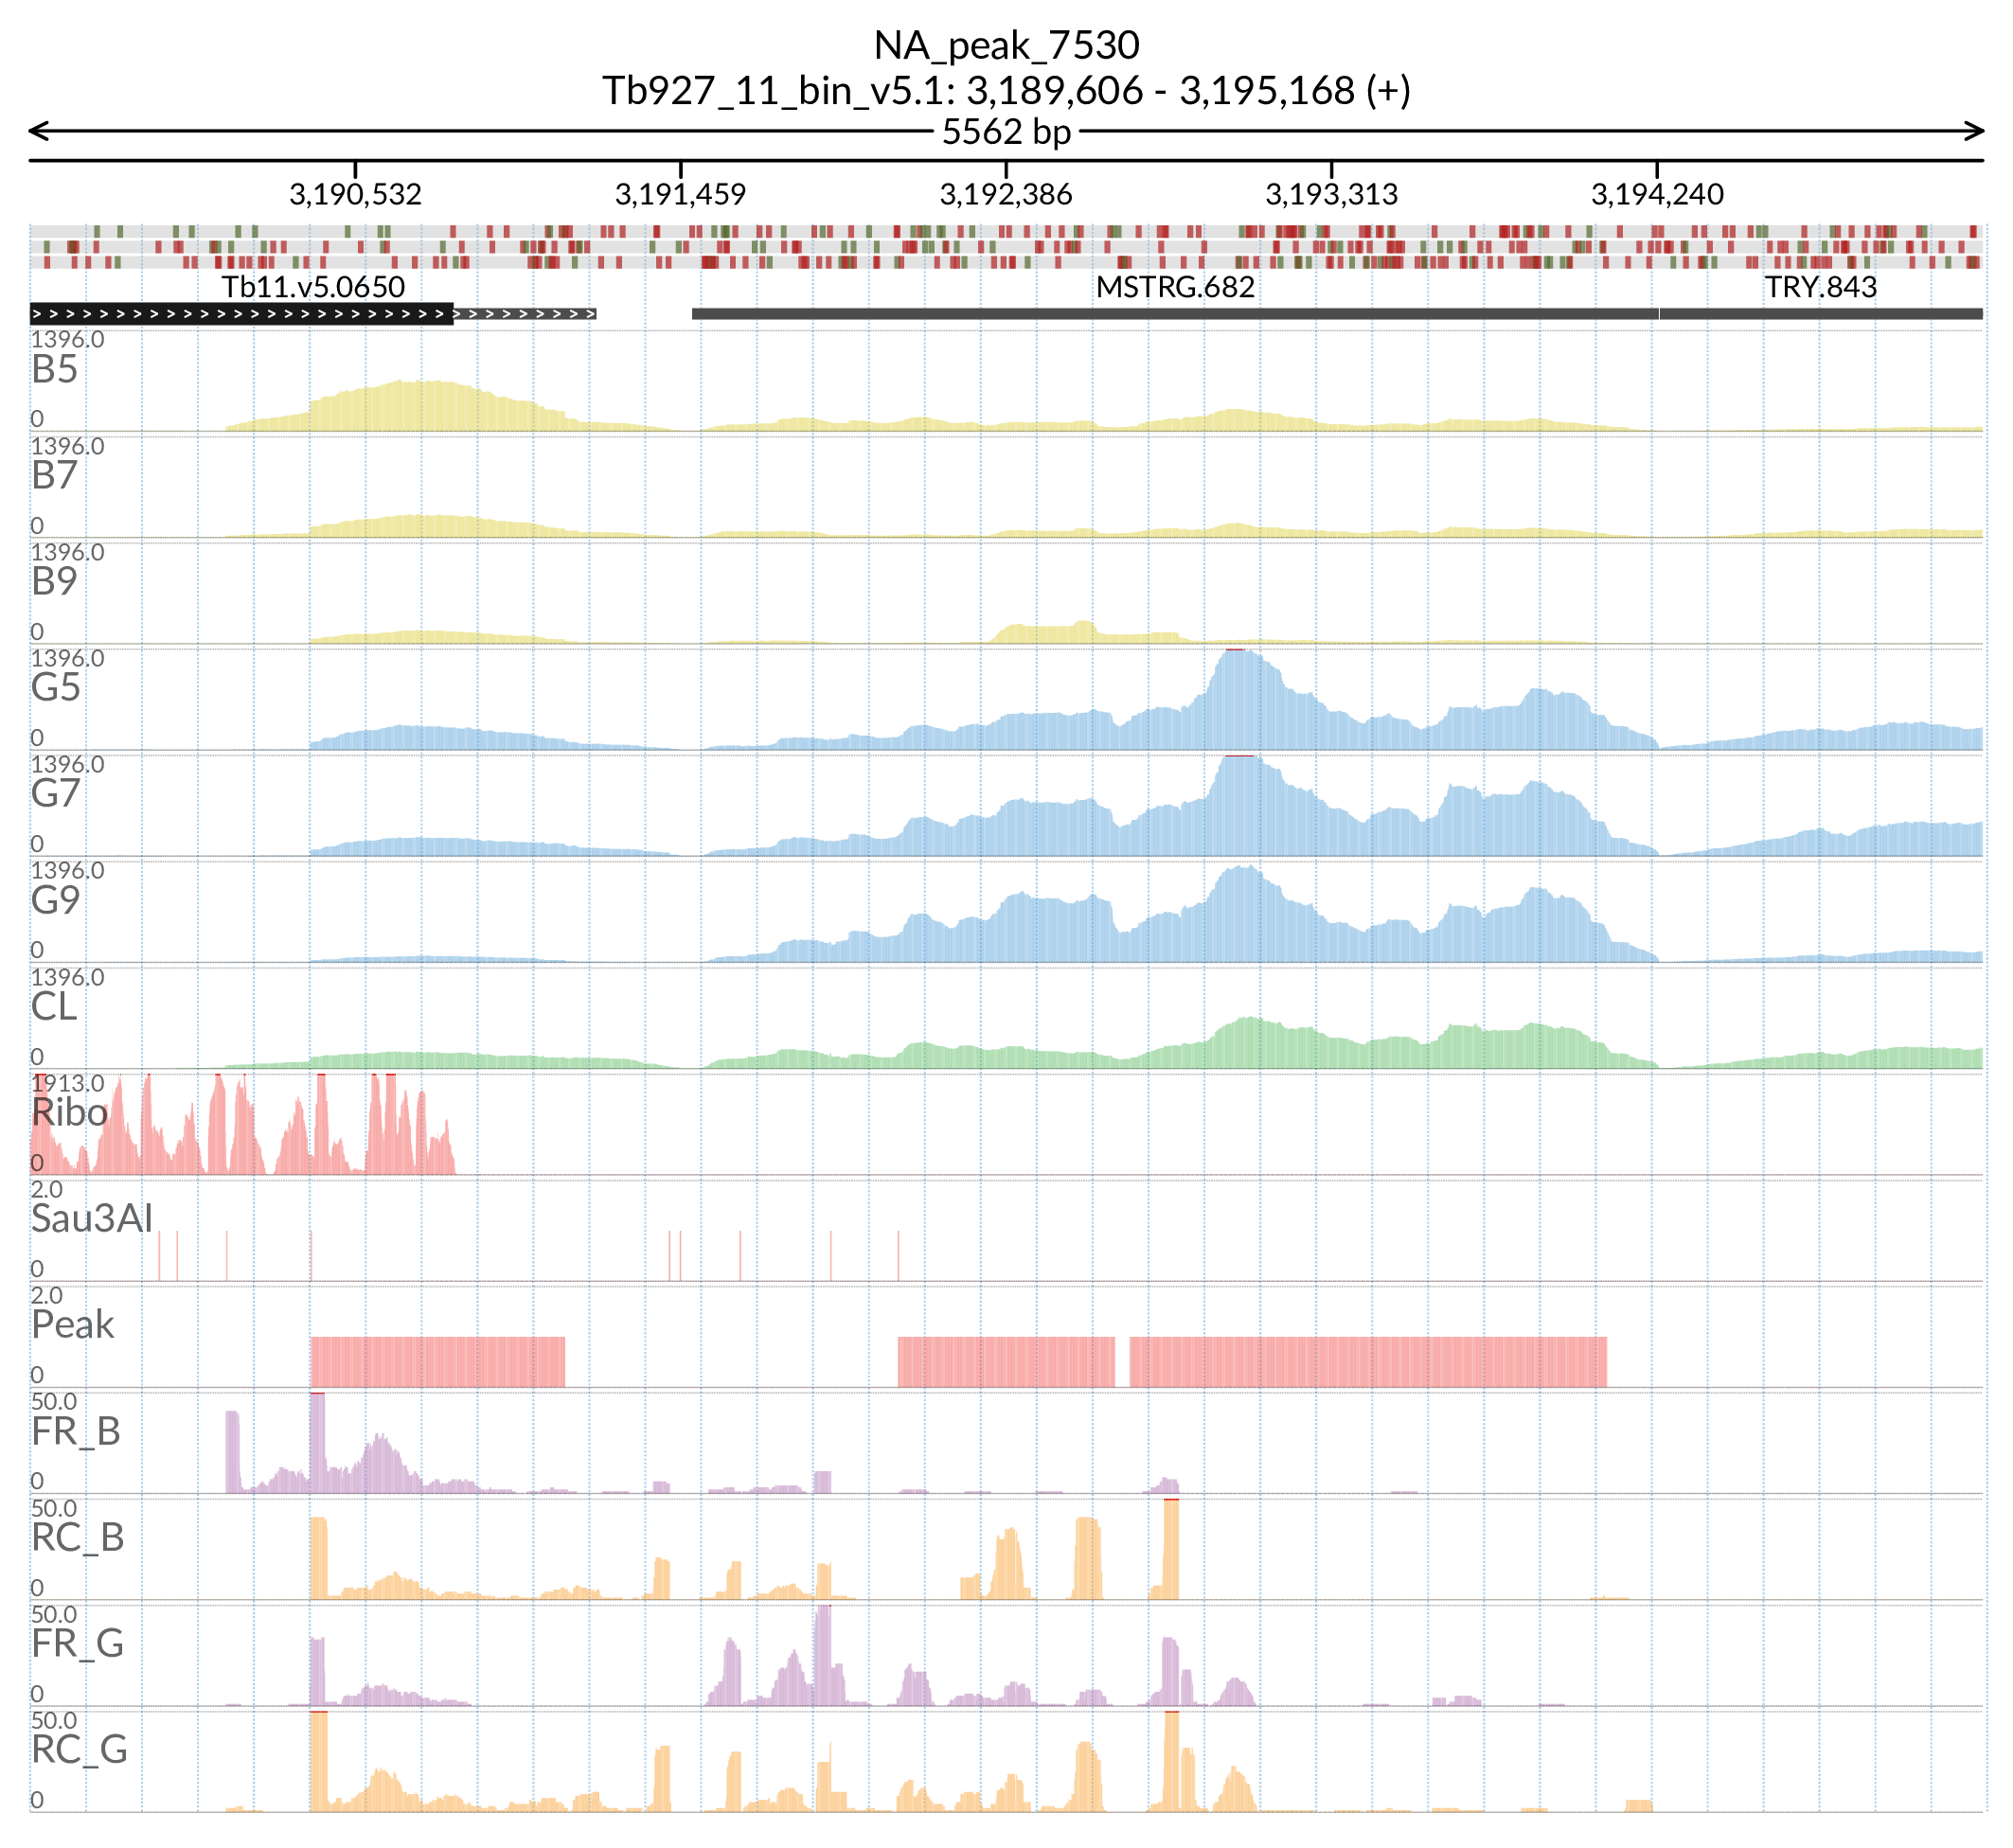 NA_peak_7530
Tb927_11_bin_v5.1: 3,189,606 - 3,195,168 (+)
5562 bp
3,190,532 3,191,459 3,192,386 3,193,313 3,194,240
Tb11.v5.0650 MSTRG.682 TRY.843
1396.0
B5
0
1396.0
B7
0
1396.0
B9
0
1396.0
G5
0
1396.0
G7
0
1396.0
G9
0
1396.0
CL
0
1913.0
Ribo
0
2.0
Sau3AI
0
2.0
Peak
0
50.0
FR_B
0
50.0
RC_B
0
50.0
FR_G
0
50.0
RC_G
0